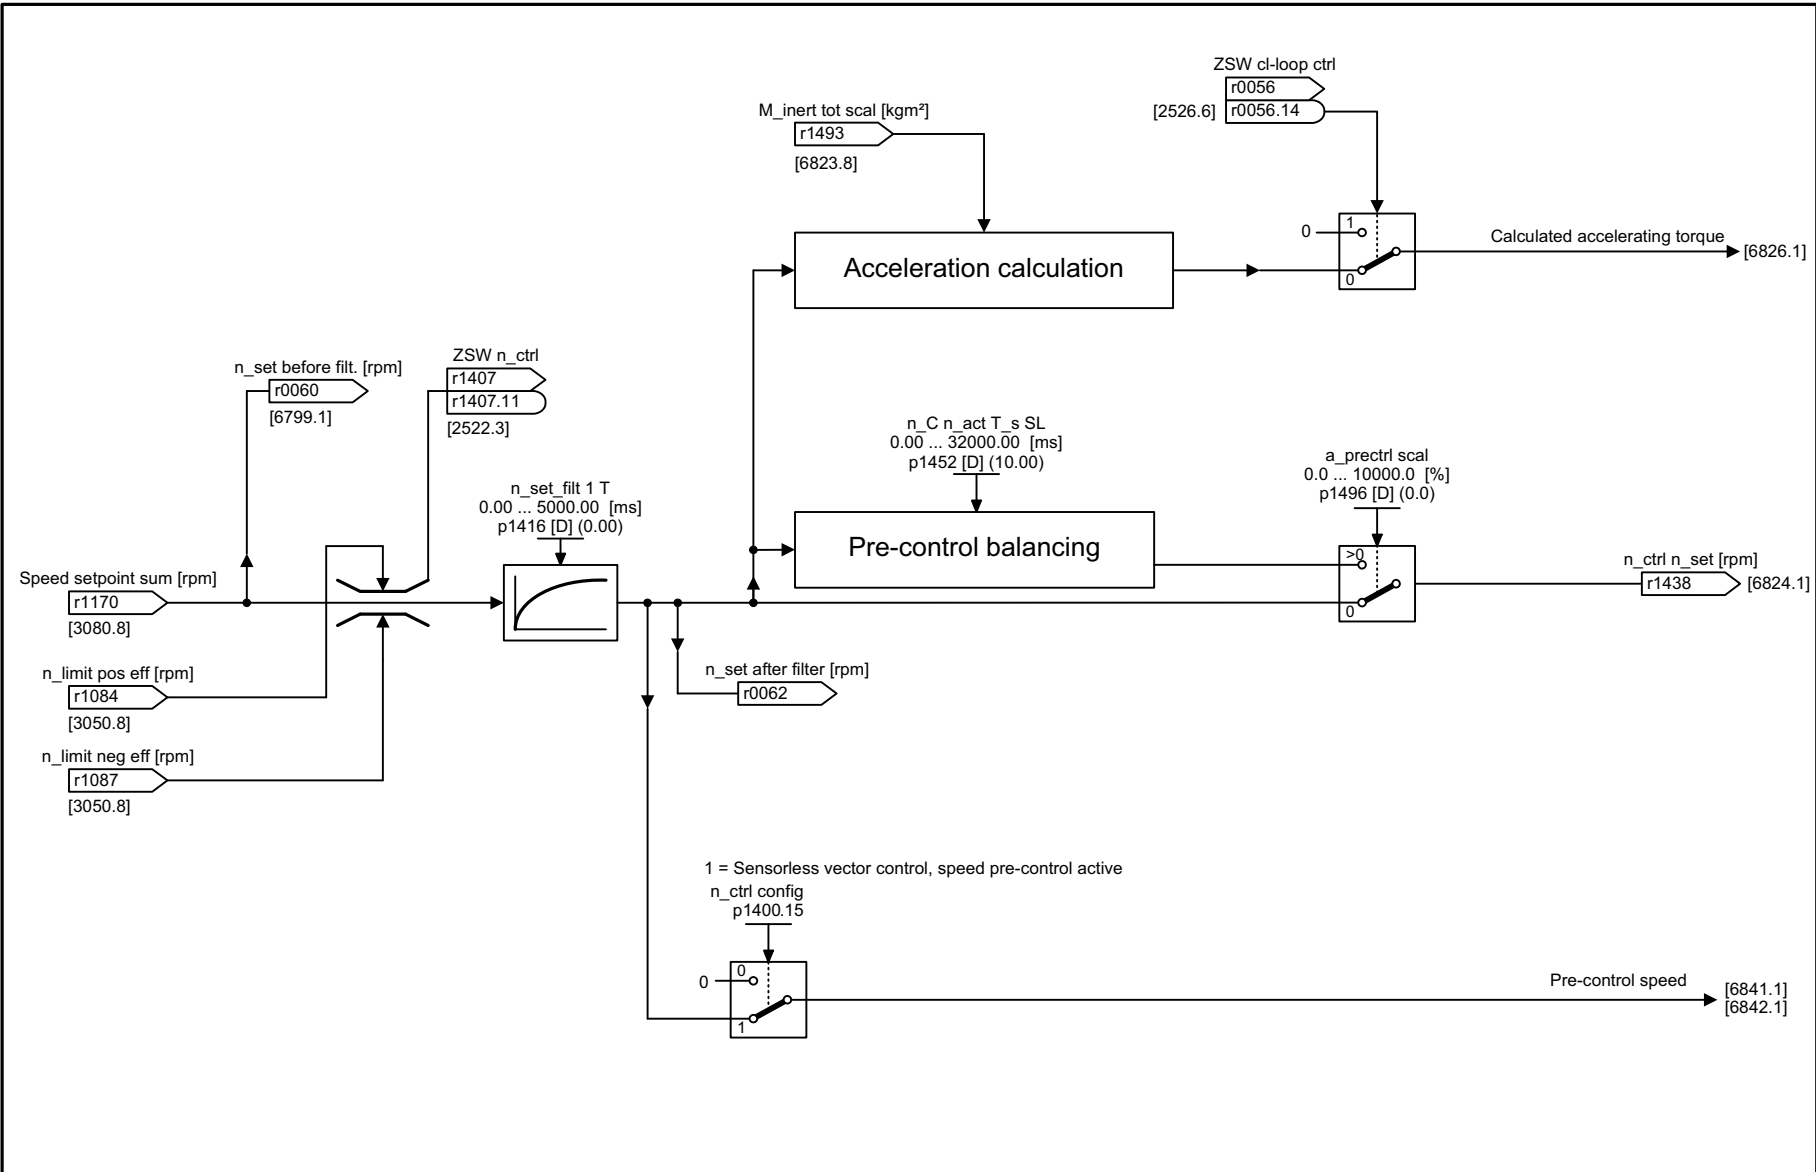 ZSW cl-loop ctrl
r0056
[2526.6] r0056.14
M_inert tot scal [kgm²]
r1493
[6823.8]
1
0
0
Calculated accelerating torque
[6826.1]
Acceleration calculation
n_set before filt. [rpm]
r0060
[6799.1]
ZSW n_ctrl
r1407
r1407.11
[2522.3]
n_C n_act T_s SL
0.00 ... 32000.00 [ms]
p1452 [D] (10.00)
a_prectrl scal
0.0 ... 10000.0 [%]
p1496 [D] (0.0)
n_set_filt 1 T
0.00 ... 5000.00 [ms]
p1416 [D] (0.00)
Pre-control balancing
>0
0
n_ctrl n_set [rpm]
r1438 [6824.1]
Speed setpoint sum [rpm]
r1170
[3080.8]
n_limit pos eff [rpm]
r1084
[3050.8]
n_set after filter [rpm]
r0062
n_limit neg eff [rpm]
r1087
[3050.8]
1 = Sensorless vector control, speed pre-control active
n_ctrl config
p1400.15
0
0
1
Pre-control speed
[6841.1]
[6842.1]